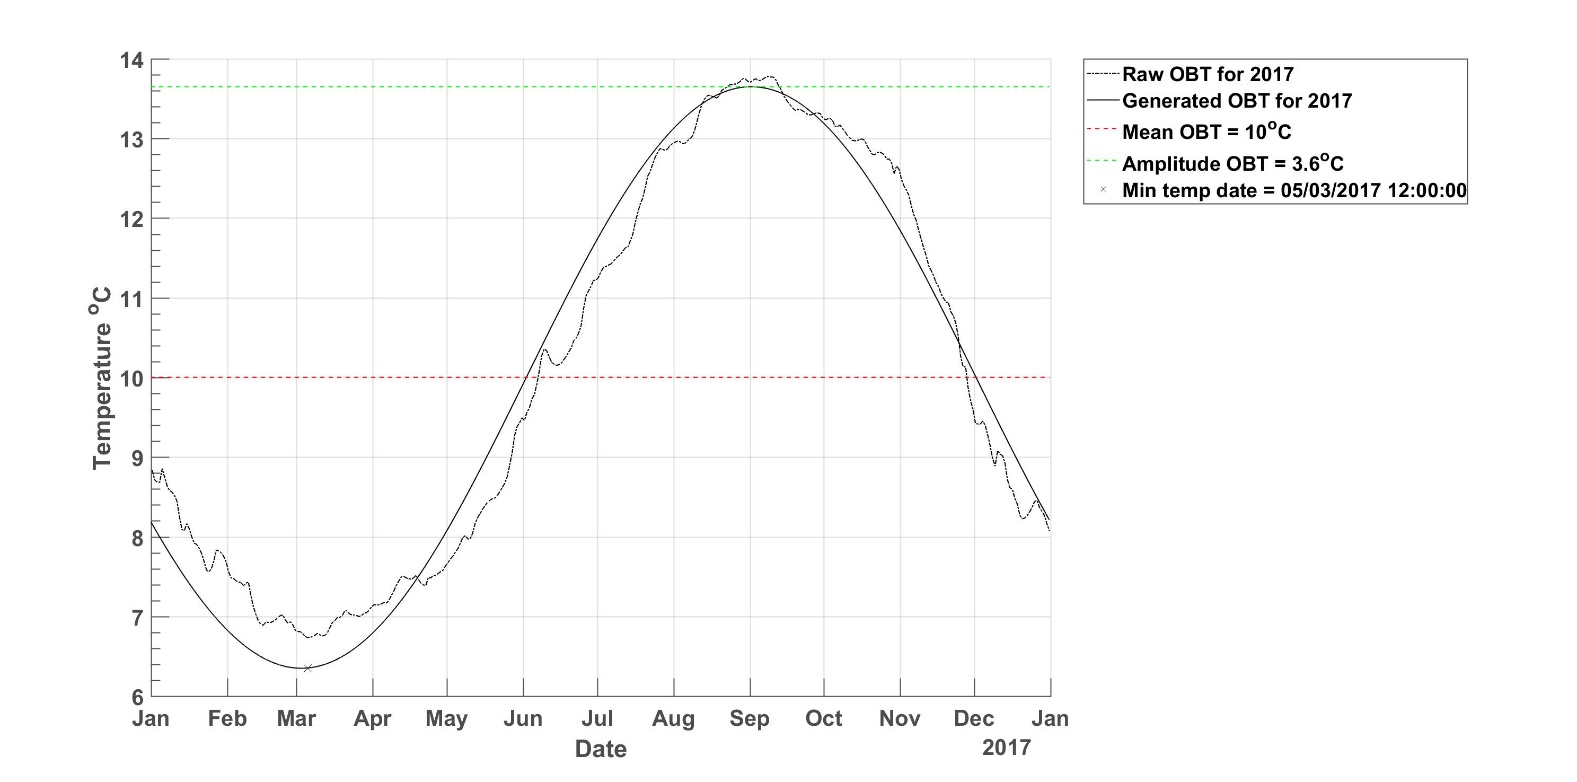 14
13
12
11
10
9
8
7
6
Temperature °C
Jan Feb Mar Apr May Jun Jul Aug Sep Oct Nov Dec Jan
Date
2017
Raw OBT for 2017
Generated OBT for 2017
Mean OBT = 10°C
Amplitude OBT = 3.6°C
Min temp date = 05/03/2017 12:00:00